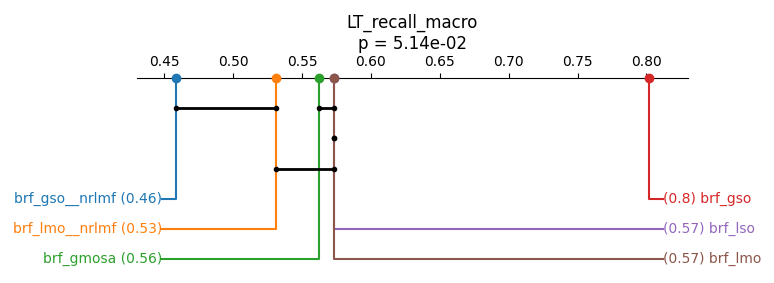 LT_recall_macro
p = 5.14e-02
0.45 0.50 0.55 0.60 0.65 0.70 0.75 0.80
brf_gso__nrlmf (0.46) (0.8) brf_gso
brf_lmo__nrlmf (0.53) (0.57) brf_lso
brf_gmosa (0.56) (0.57) brf_lmo